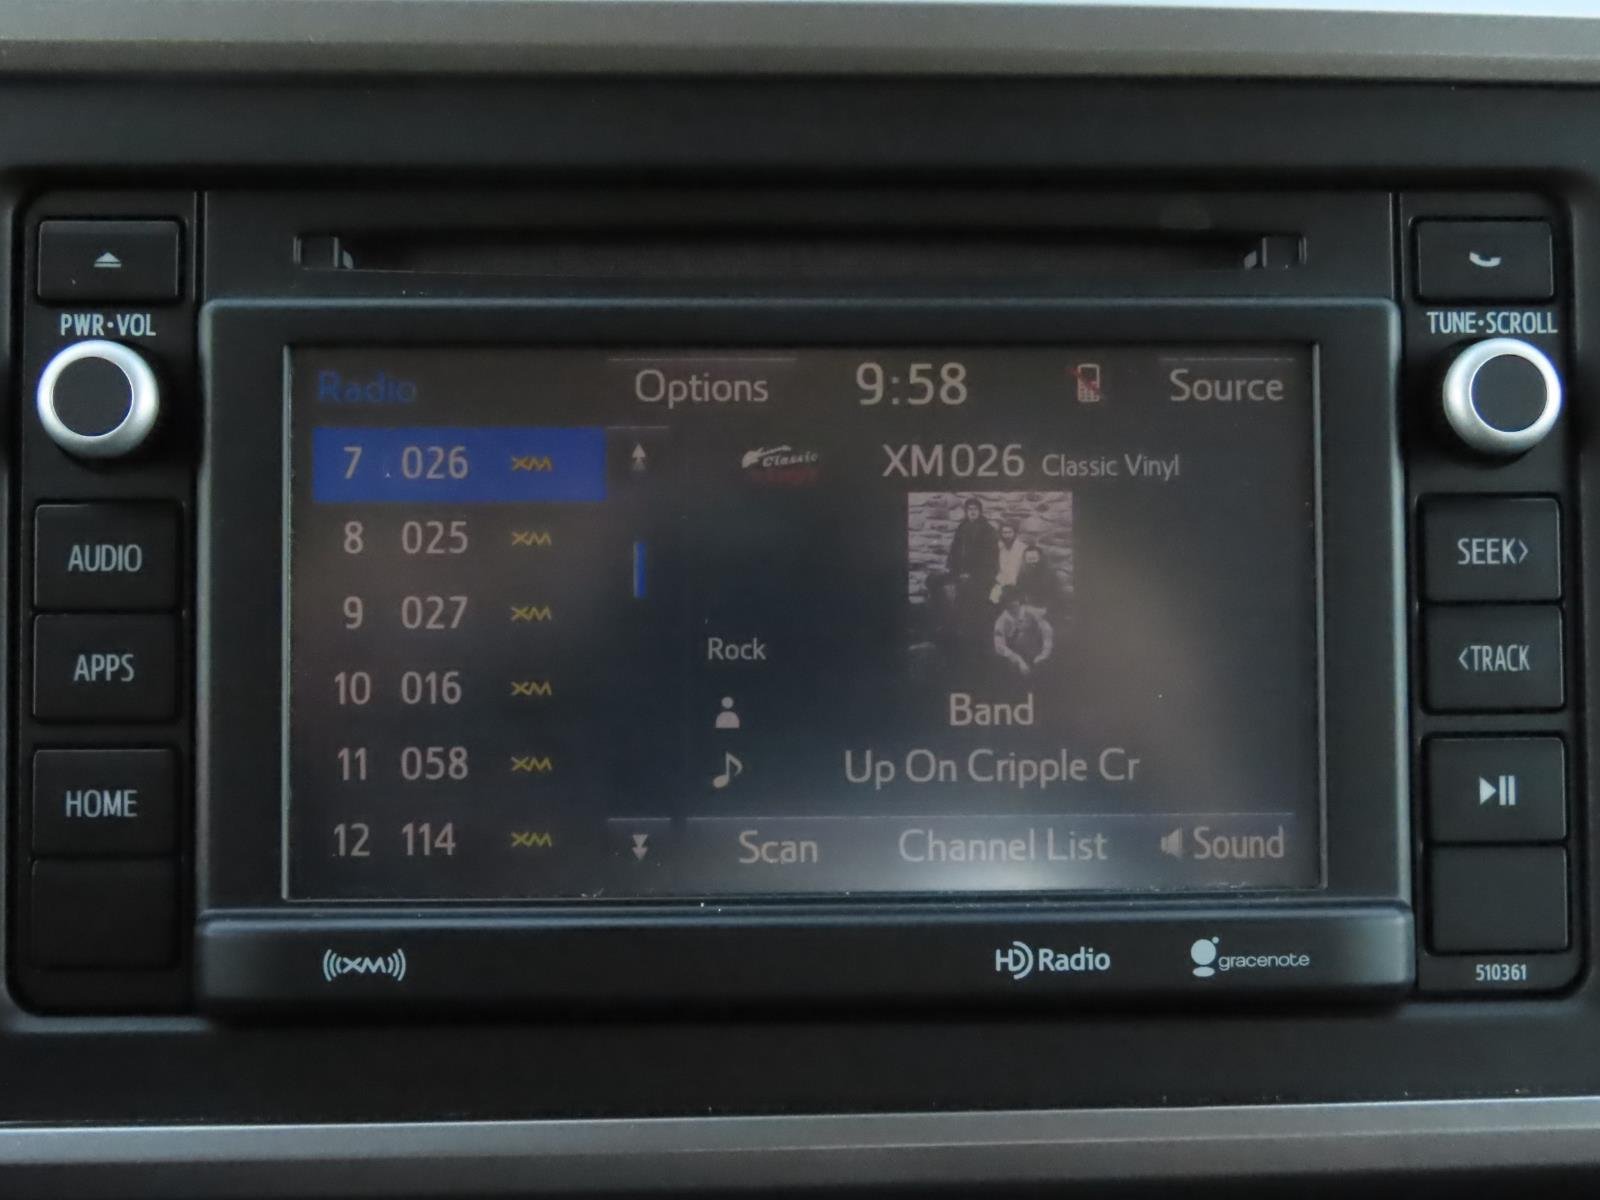 PWR•VOL
TUNE•SCROLL
AUDIO
APPS
HOME
SEEK>
<TRACK
510361
Radio
Options
9:58
Source
7 026 XM
8 025 XM
9 027 XM
10 016 XM
11 058 XM
12 114 XM
Classic
XM026 Classic Vinyl
Rock
Band
Up On Cripple Cr
Scan
Channel List
Sound
((XM))
HD Radio
gracenote